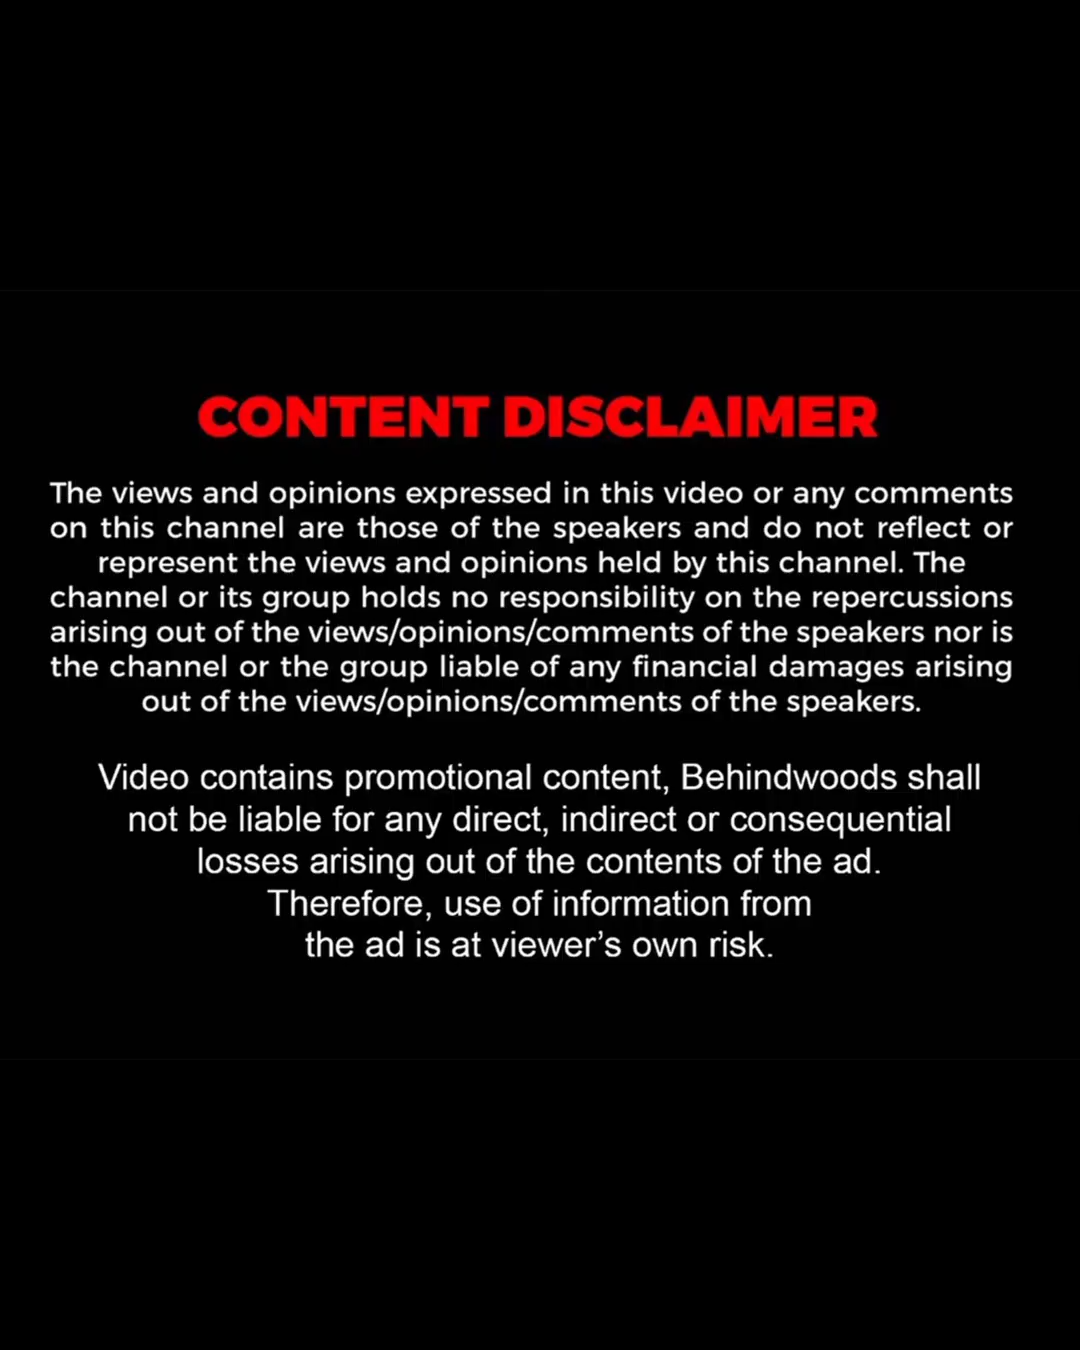 CONTENT DISCLAIMER
The views and opinions expressed in this video or any comments
on this channel are those of the speakers and do not reflect or
represent the views and opinions held by this channel. The
channel or its group holds no responsibility on the repercussions
arising out of the views/opinions/comments of the speakers nor is
the channel or the group liable of any financial damages arising
out of the views/opinions/comments of the speakers.
Video contains promotional content, Behindwoods shall
not be liable for any direct, indirect or consequential
losses arising out of the contents of the ad.
Therefore, use of information from
the ad is at viewer’s own risk.